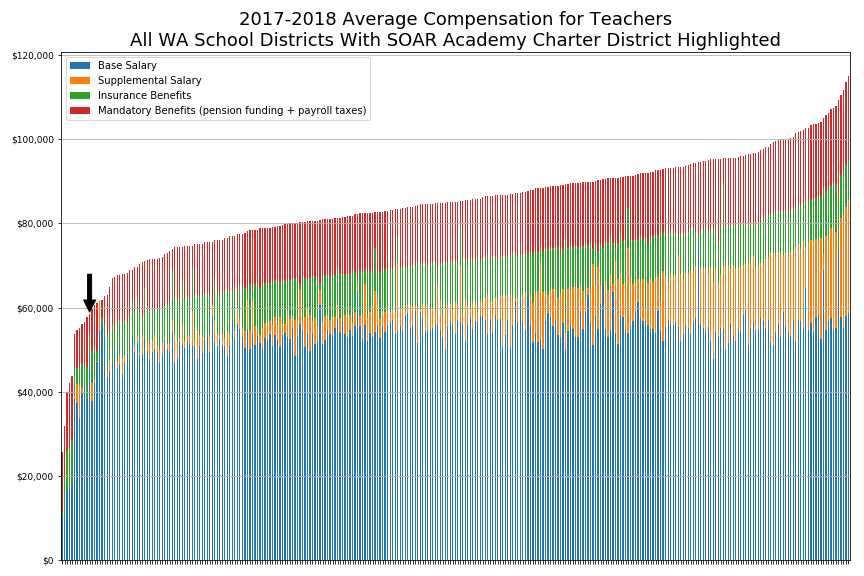 2017-2018 Average Compensation for Teachers
All WA School Districts With SOAR Academy Charter District Highlighted
$120,000
Base Salary
Supplemental Salary
Insurance Benefits
Mandatory Benefits (pension funding + payroll taxes)
$100,000
$80,000
$60,000
$40,000
$20,000
$0